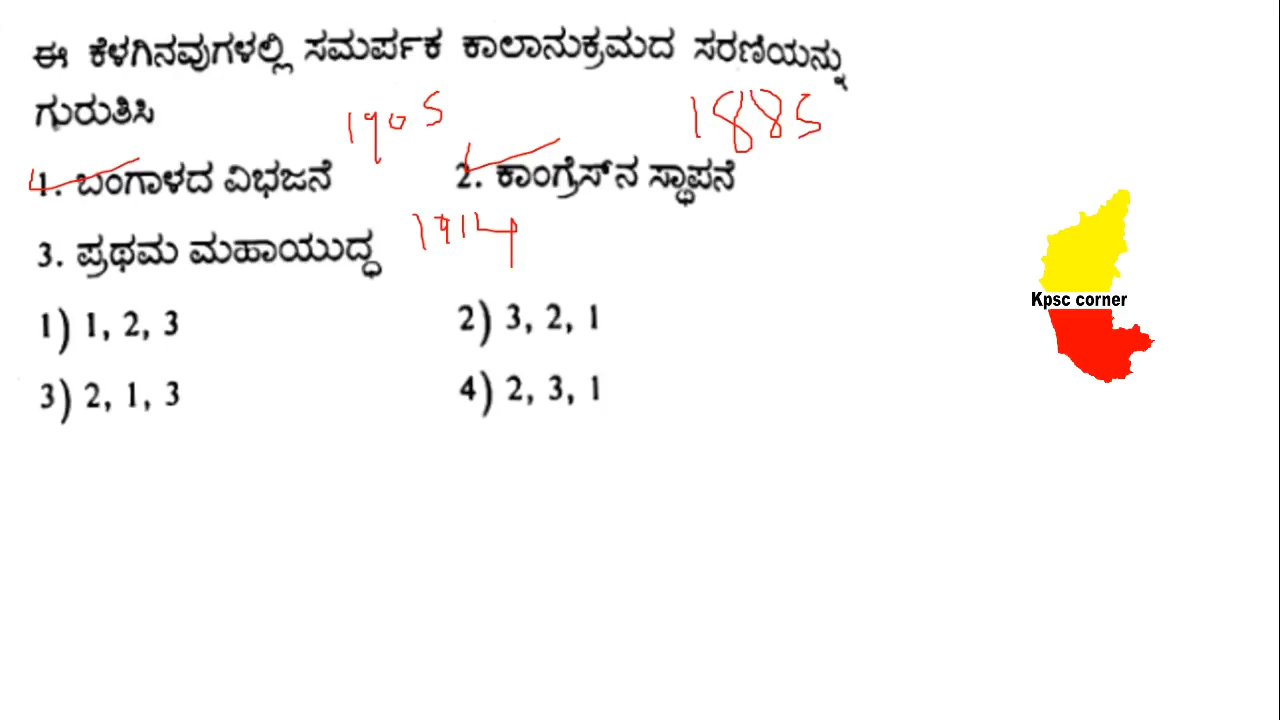 ಈ ಕೆಳಗಿನವುಗಳಲ್ಲಿ ಸಮರ್ಪಕ ಕಾಲಾನುಕ್ರಮದ ಸರಣಿಯನ್ನು
ಗುರುತಿಸಿ
1905 1885
1. ಬಂಗಾಳದ ವಿಭಜನೆ 2. ಕಾಂಗ್ರೆಸ್‌ನ ಸ್ಥಾಪನೆ
3. ಪ್ರಥಮ ಮಹಾಯುದ್ಧ 1914
1) 1, 2, 3 2) 3, 2, 1
3) 2, 1, 3 4) 2, 3, 1
Kpsc corner